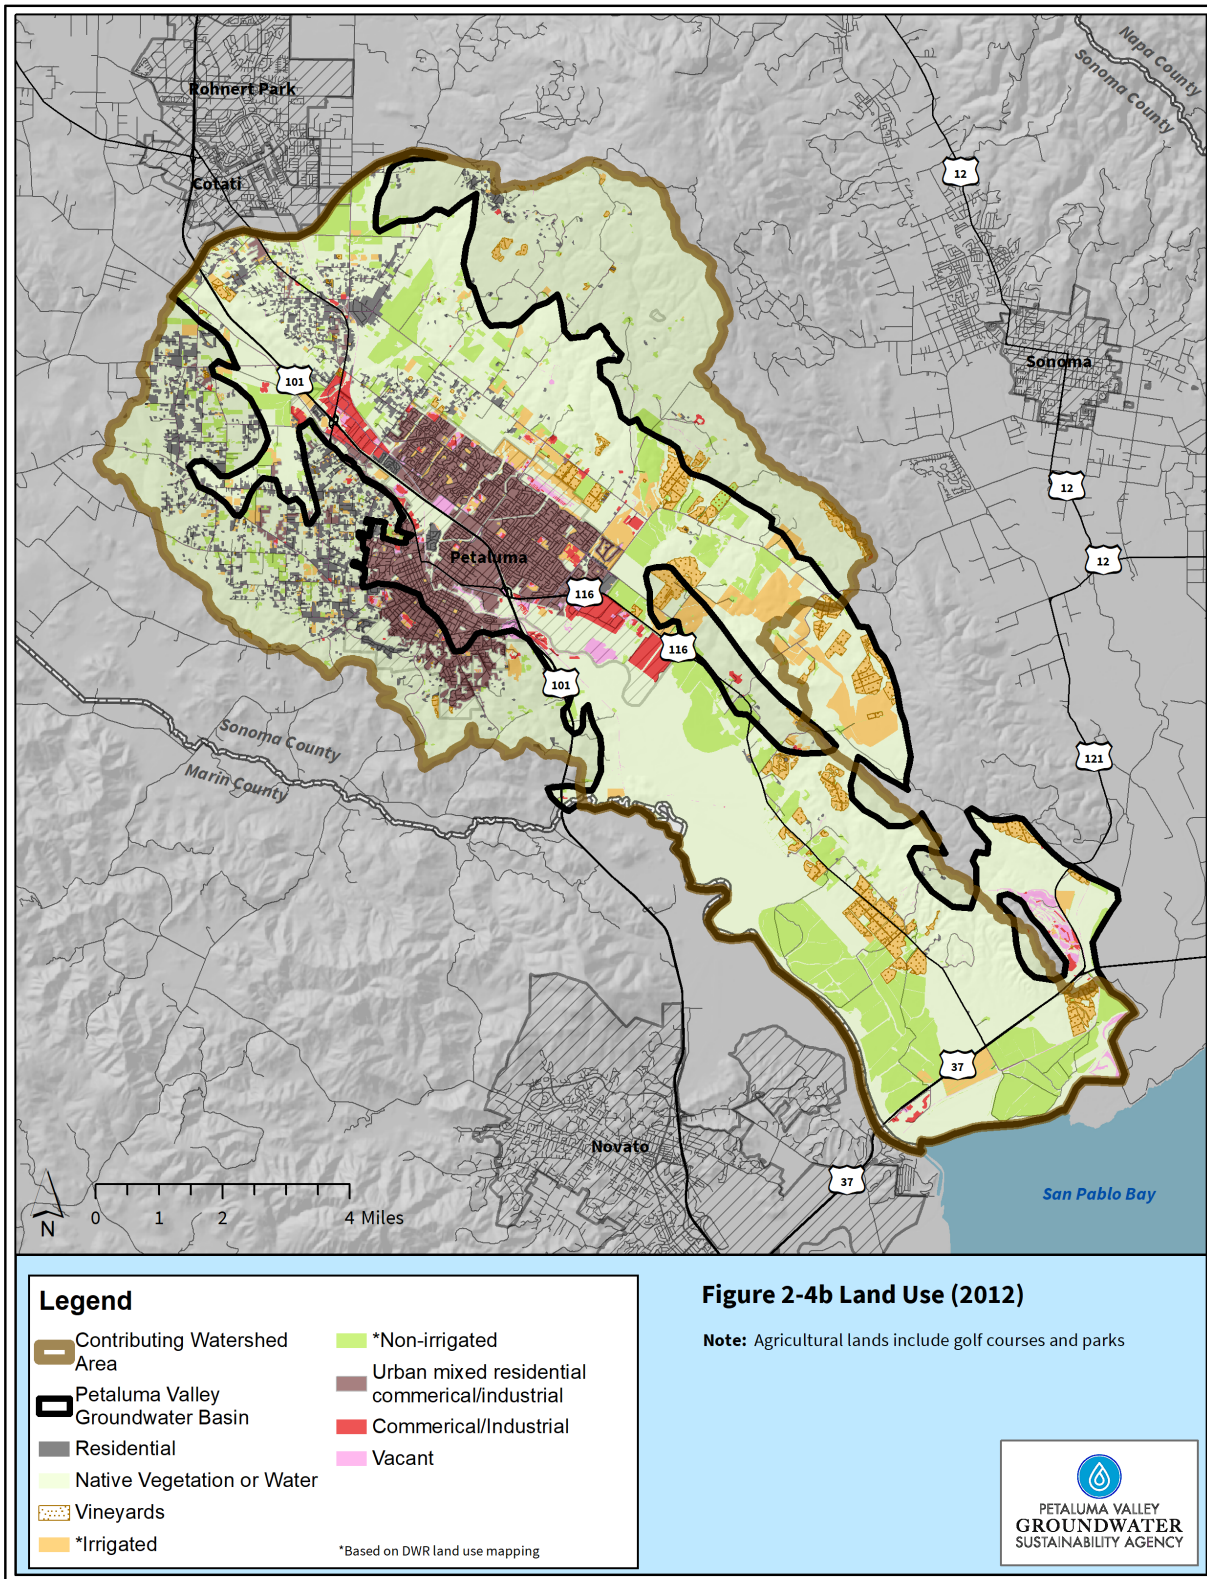 Napa County
Sonoma County
Rohnert Park
12
Cotati
Sonoma
101
12
12
Petaluma
116
116
101
Sonoma County
Marin County
121
37
Novato
37
San Pablo Bay
N
0 1 2 4 Miles
Legend
Contributing Watershed
Area
Petaluma Valley
Groundwater Basin
Residential
Native Vegetation or Water
Vineyards
*Irrigated
*Non-irrigated
Urban mixed residential
commerical/industrial
Commerical/Industrial
Vacant
*Based on DWR land use mapping
Figure 2-4b Land Use (2012)
Note: Agricultural lands include golf courses and parks
PETALUMA VALLEY
GROUNDWATER
SUSTAINABILITY AGENCY